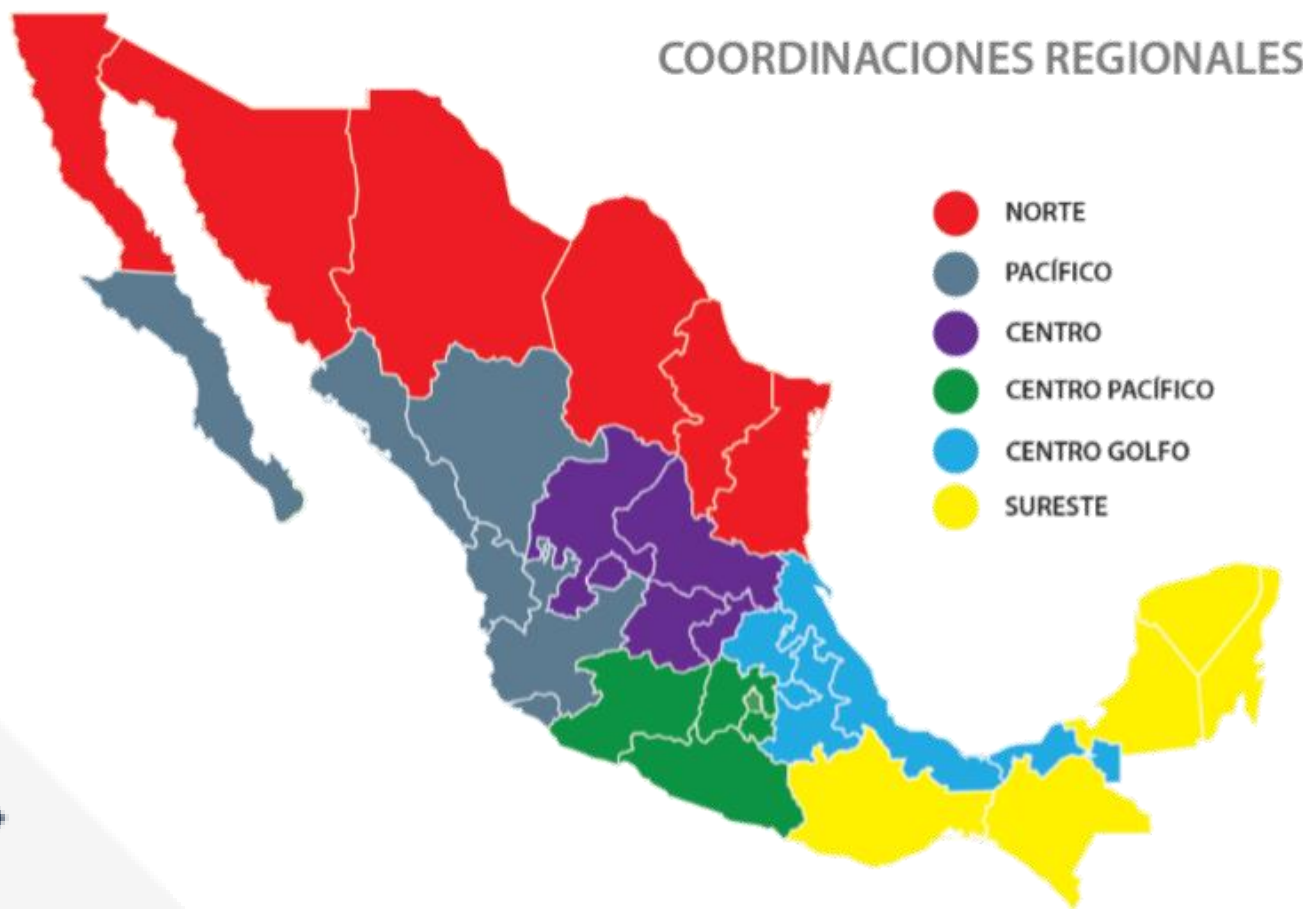 COORDINACIONES REGIONALES
NORTE
PACÍFICO
CENTRO
CENTRO PACÍFICO
CENTRO GOLFO
SURESTE